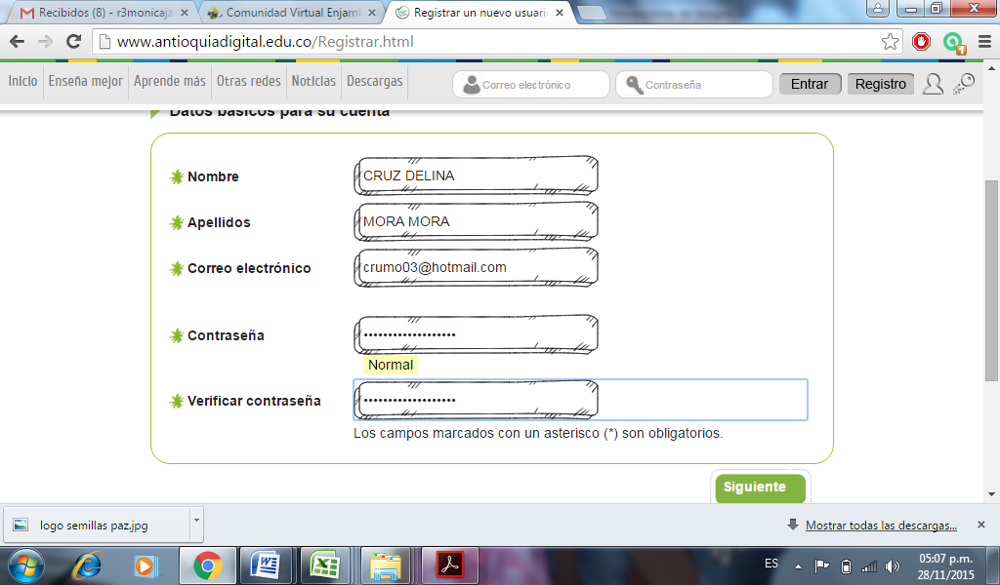 Recibidos (8) - r3monicaja
Comunidad Virtual Enjaml
Registrar un nuevo usuari
www.antioquiadigital.edu.co/Registrar.html
1
Inicio Enseña mejor Aprende más Otras redes Noticias Descargas Correo electrónico Contraseña Entrar Registro
Datos básicos para su cuenta
Nombre CRUZ DELINA
Apellidos MORA MORA
Correo electrónico crumo03@hotmail.com
Contraseña •••••••••••••••••••
Normal
Verificar contraseña •••••••••••••••••••
Los campos marcados con un asterisco (*) son obligatorios.
Siguiente
logo semillas paz.jpg Mostrar todas las descargas...
ES 05:07 p.m.
28/11/2015